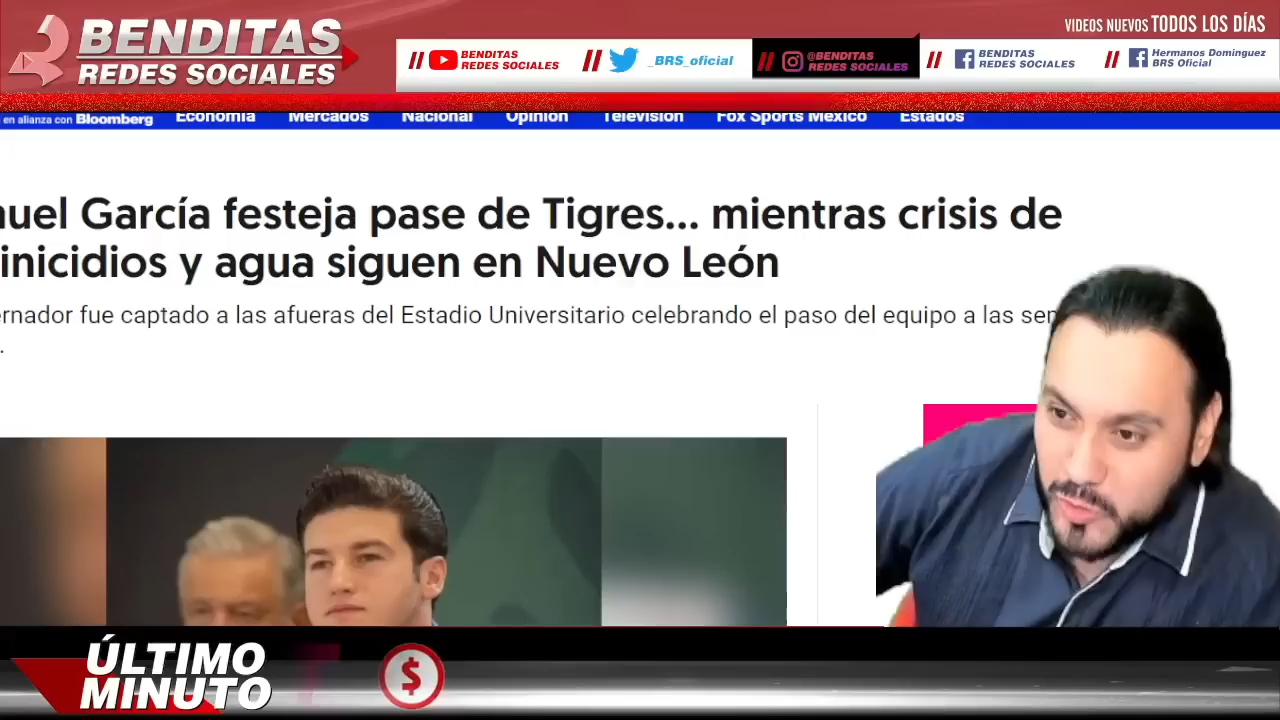 BENDITAS
REDES SOCIALES
VIDEOS NUEVOS TODOS LOS DÍAS
// BENDITAS REDES SOCIALES
// _BRS_oficial
// @BENDITAS REDES SOCIALES
// BENDITAS REDES SOCIALES
// Hermanos Dominguez BRS Oficial
en alianza con Bloomberg Economía Mercados Nacional Opinión Televisión Fox Sports México Estados
uel García festeja pase de Tigres... mientras crisis de
inicidios y agua siguen en Nuevo León
ernador fue captado a las afueras del Estadio Universitario celebrando el paso del equipo a las sem
.
ÚLTIMO
MINUTO
$